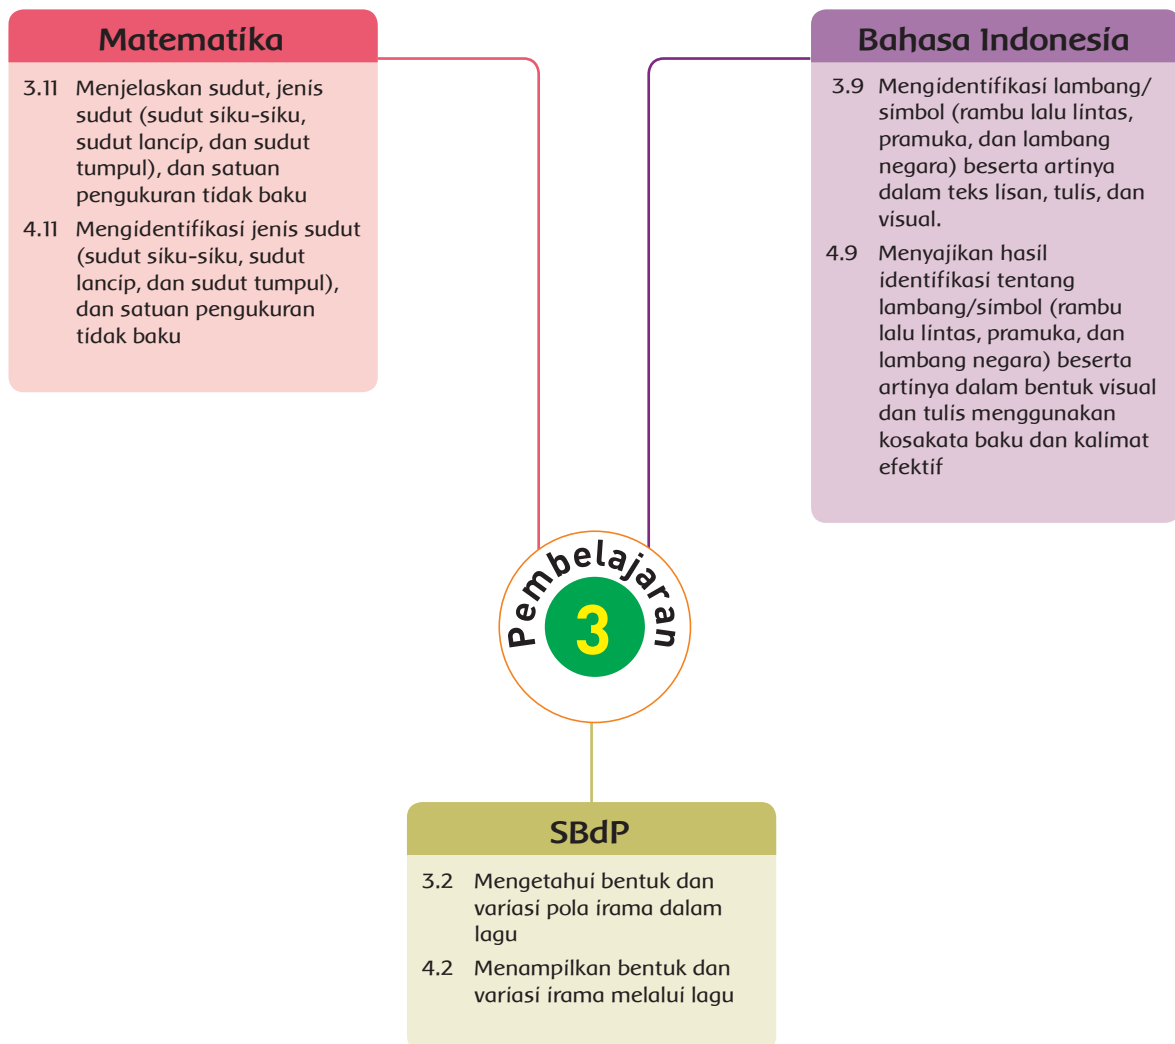 Matematika
3.11 Menjelaskan sudut, jenis
sudut (sudut siku-siku,
sudut lancip, dan sudut
tumpul), dan satuan
pengukuran tidak baku
4.11 Mengidentifikasi jenis sudut
(sudut siku-siku, sudut
lancip, dan sudut tumpul),
dan satuan pengukuran
tidak baku
Bahasa Indonesia
3.9 Mengidentifikasi lambang/
simbol (rambu lalu lintas,
pramuka, dan lambang
negara) beserta artinya
dalam teks lisan, tulis, dan
visual.
4.9 Menyajikan hasil
identifikasi tentang
lambang/simbol (rambu
lalu lintas, pramuka, dan
lambang negara) beserta
artinya dalam bentuk visual
dan tulis menggunakan
kosakata baku dan kalimat
efektif
Pembelajaran
3
SBdP
3.2 Mengetahui bentuk dan
variasi pola irama dalam
lagu
4.2 Menampilkan bentuk dan
variasi irama melalui lagu